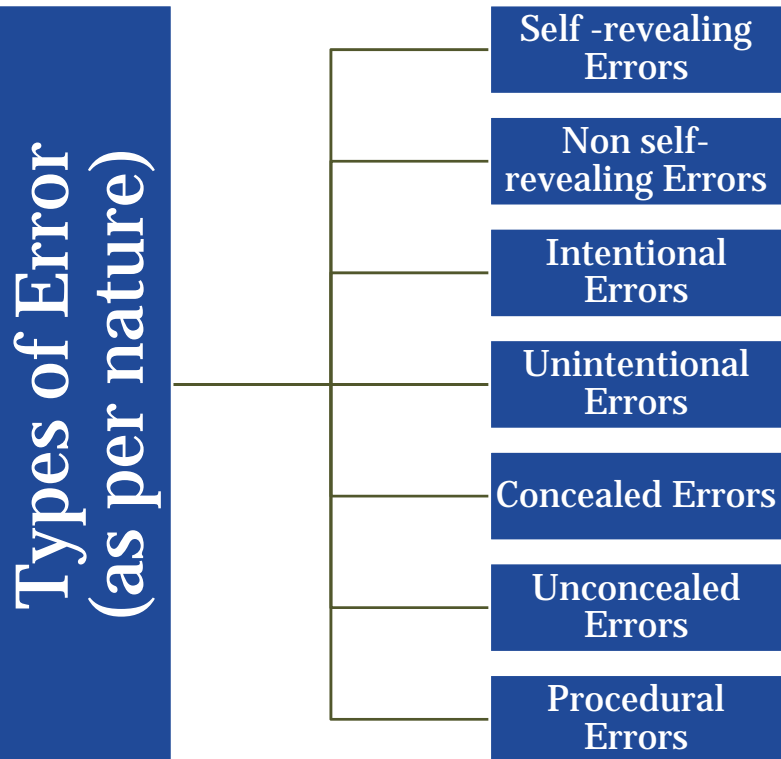 Types of Error
(as per nature)
Self -revealing
Errors
Non self-
revealing Errors
Intentional
Errors
Unintentional
Errors
Concealed Errors
Unconcealed
Errors
Procedural
Errors